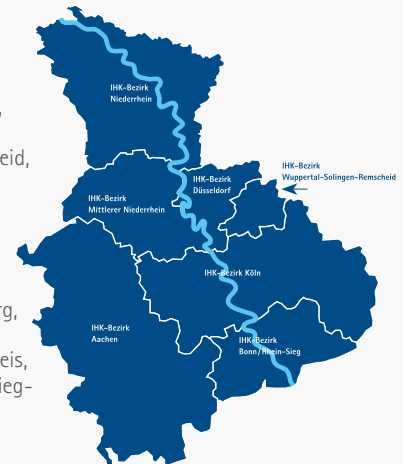 IHK-Bezirk
Niederrhein
,
eid,
IHK-Bezirk
Düsseldorf
IHK-Bezirk
Wuppertal-Solingen-Remscheid
IHK-Bezirk
Mittlerer Niederrhein
IHK-Bezirk Köln
rg,
IHK-Bezirk
Aachen
eis,
ieg-
IHK-Bezirk
Bonn/Rhein-Sieg